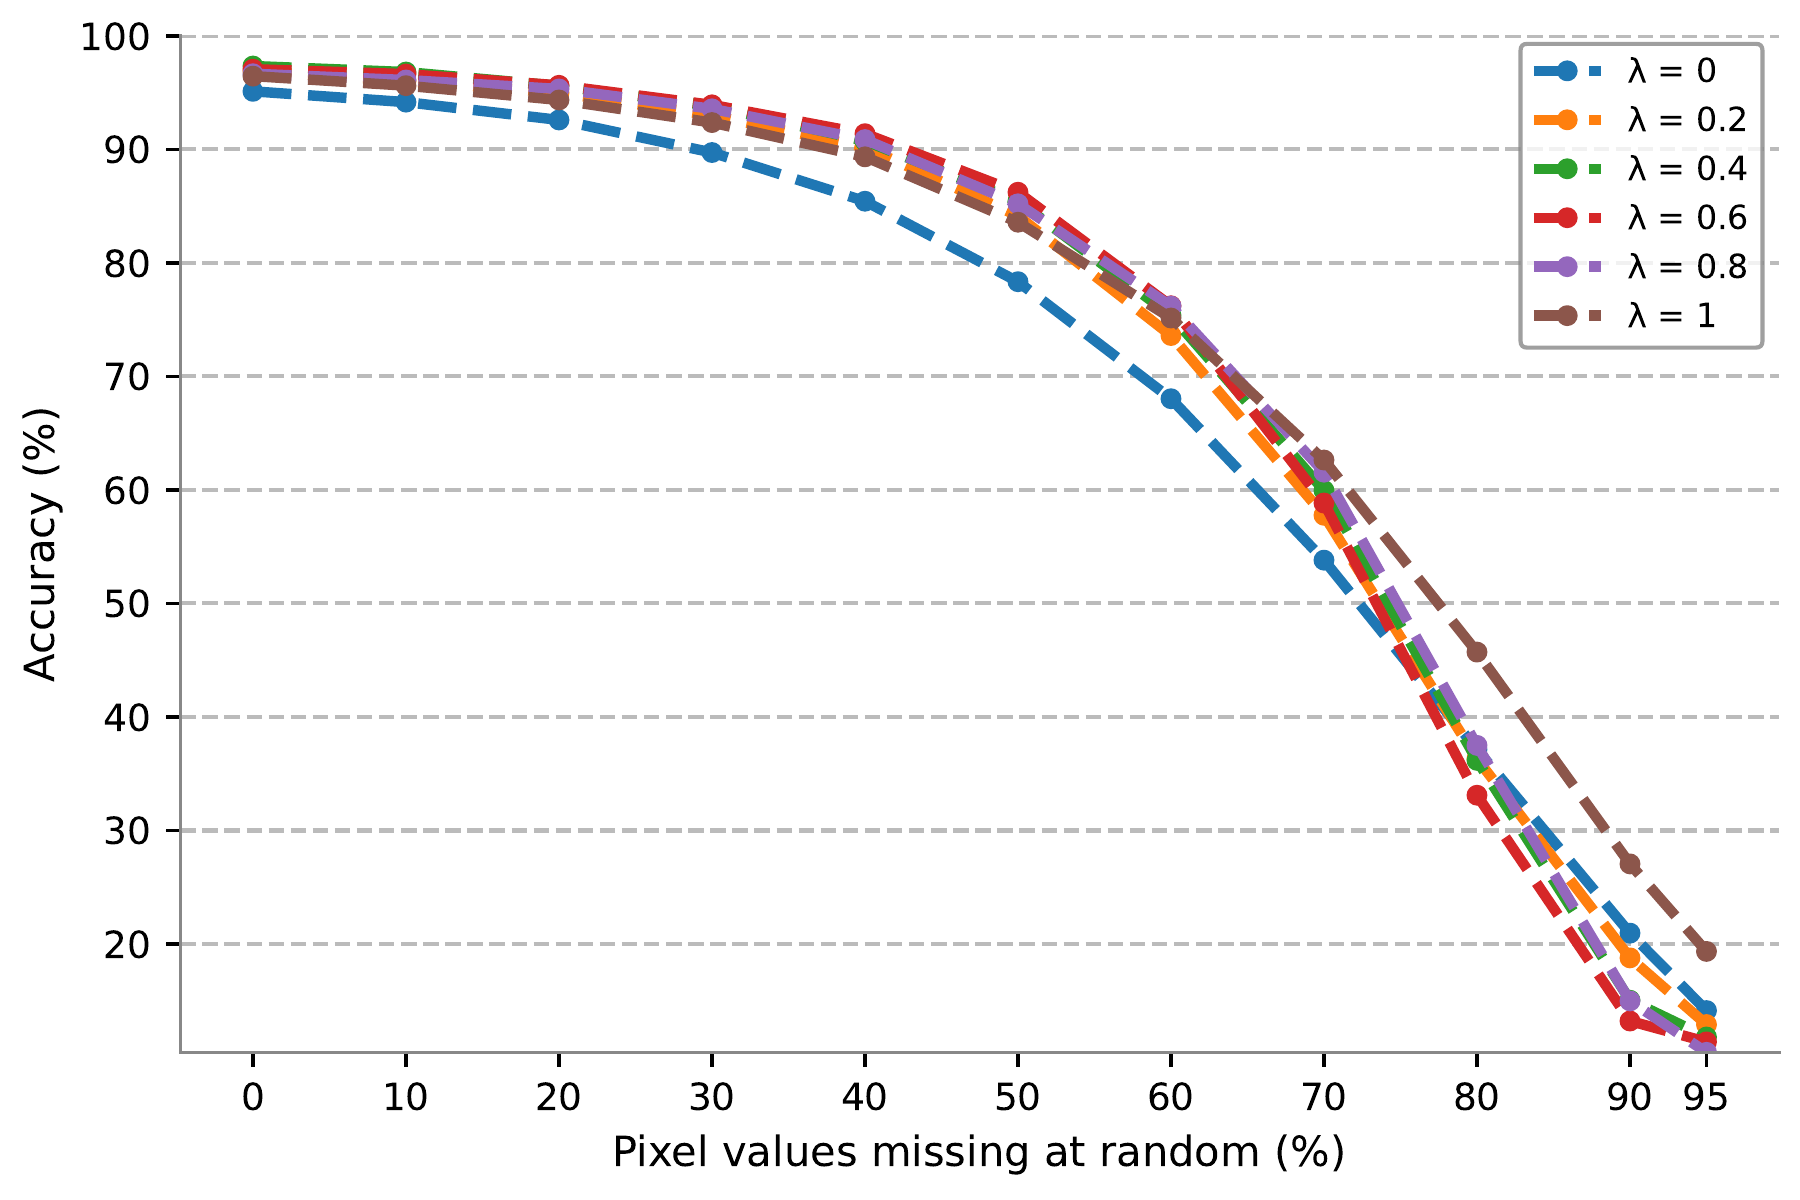 100
90
80
70
60
50
40
30
20
Accuracy (%)
λ = 0
λ = 0.2
λ = 0.4
λ = 0.6
λ = 0.8
λ = 1
0 10 20 30 40 50 60 70 80 90 95
Pixel values missing at random (%)